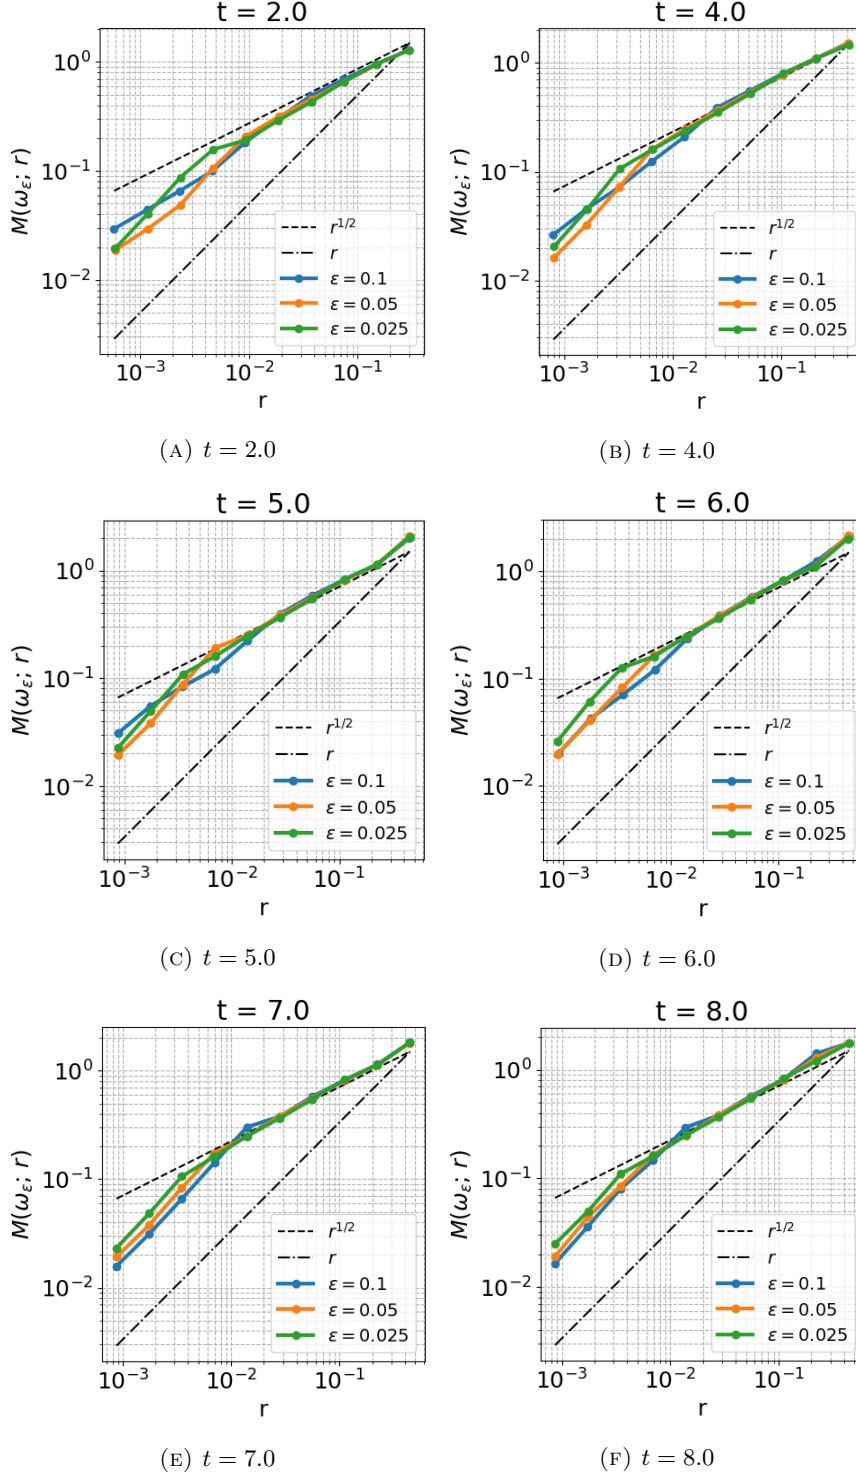 t = 2.0
M(ω_ε; r)
10^0
10^{-1}
10^{-2}
r^{1/2}
r
ε = 0.1
ε = 0.05
ε = 0.025
10^{-3} 10^{-2} 10^{-1}
r
(A) t = 2.0
t = 4.0
M(ω_ε; r)
10^0
10^{-1}
10^{-2}
r^{1/2}
r
ε = 0.1
ε = 0.05
ε = 0.025
10^{-3} 10^{-2} 10^{-1}
r
(B) t = 4.0
t = 5.0
M(ω_ε; r)
10^0
10^{-1}
10^{-2}
r^{1/2}
r
ε = 0.1
ε = 0.05
ε = 0.025
10^{-3} 10^{-2} 10^{-1}
r
(C) t = 5.0
t = 6.0
M(ω_ε; r)
10^0
10^{-1}
10^{-2}
r^{1/2}
r
ε = 0.1
ε = 0.05
ε = 0.025
10^{-3} 10^{-2} 10^{-1}
r
(D) t = 6.0
t = 7.0
M(ω_ε; r)
10^0
10^{-1}
10^{-2}
r^{1/2}
r
ε = 0.1
ε = 0.05
ε = 0.025
10^{-3} 10^{-2} 10^{-1}
r
(E) t = 7.0
t = 8.0
M(ω_ε; r)
10^0
10^{-1}
10^{-2}
r^{1/2}
r
ε = 0.1
ε = 0.05
ε = 0.025
10^{-3} 10^{-2} 10^{-1}
r
(F) t = 8.0